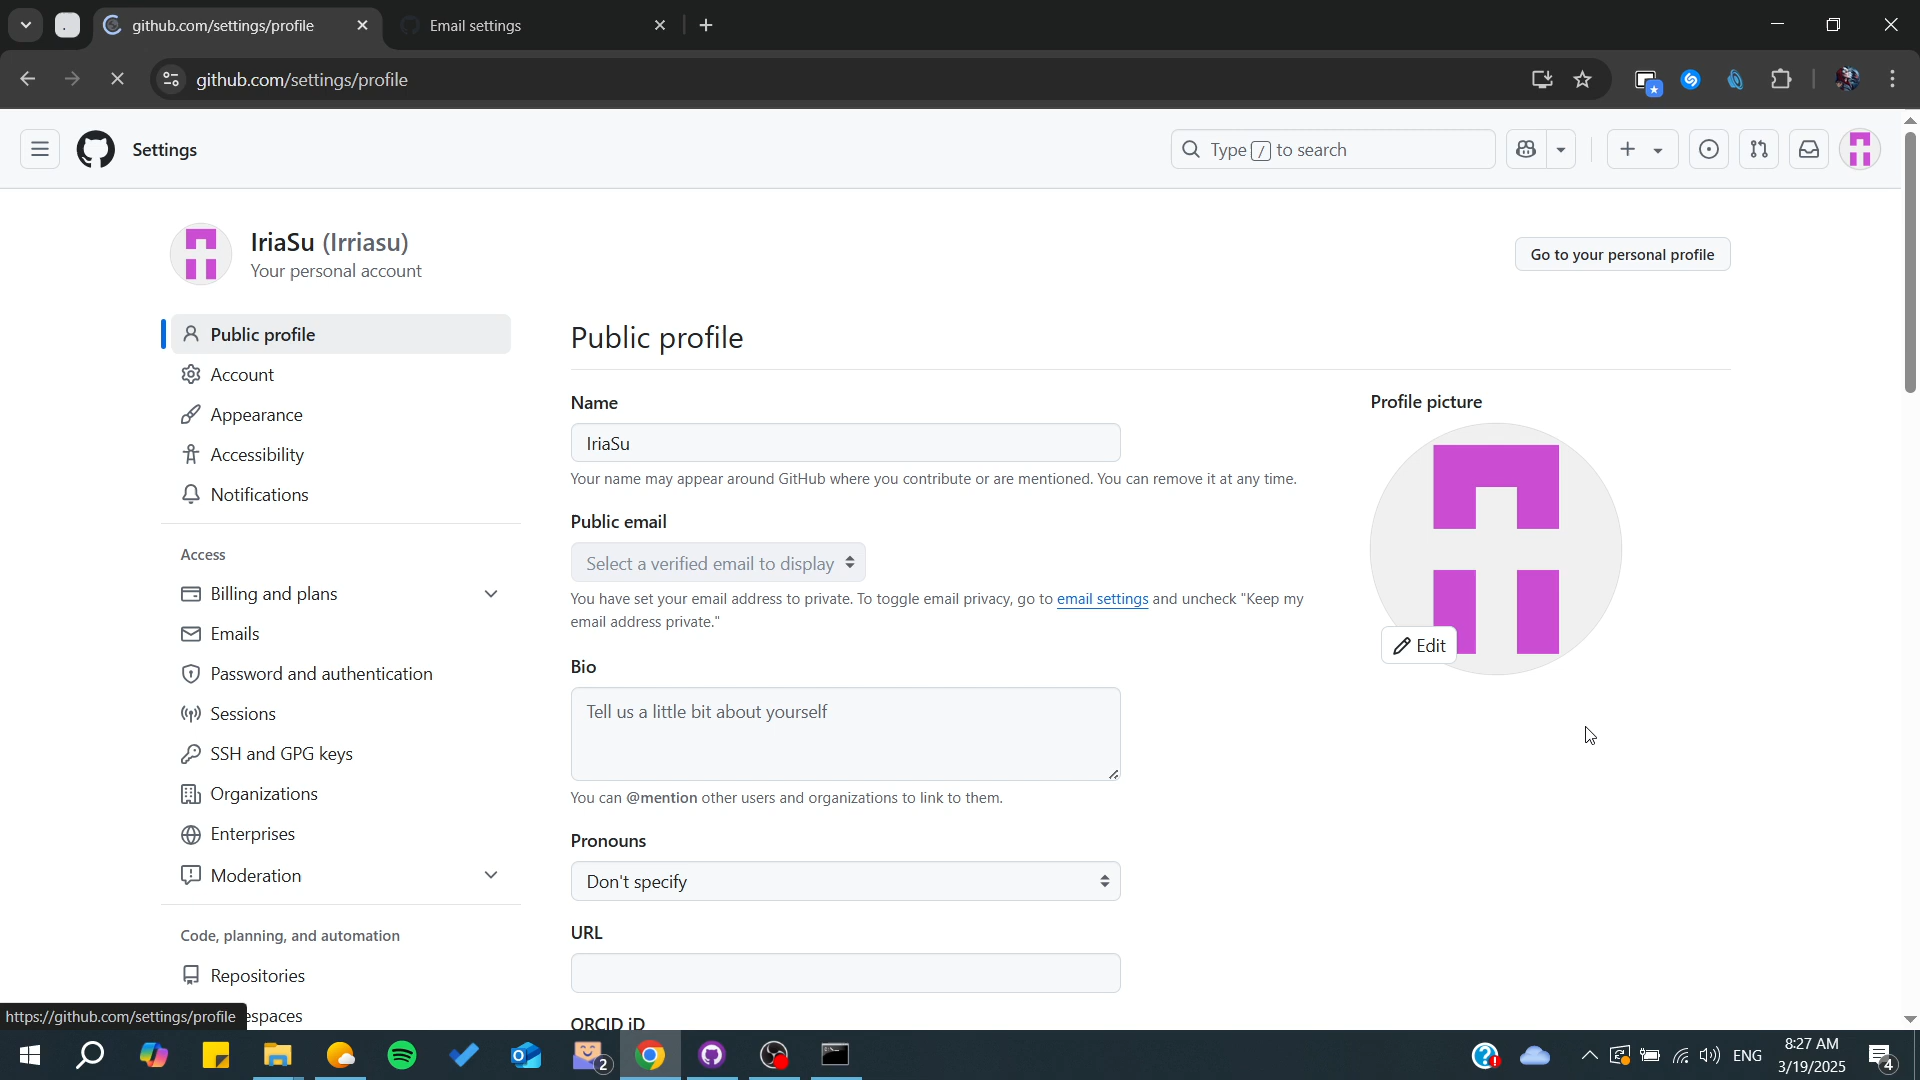 github.com/settings/profile
Email settings
github.com/settings/profile
Settings
Type / to search
IriaSu (Irriasu)
Your personal account
Go to your personal profile
Public profile
Account
Appearance
Accessibility
Notifications
Access
Billing and plans
Emails
Password and authentication
Sessions
SSH and GPG keys
Organizations
Enterprises
Moderation
Code, planning, and automation
Repositories
espaces
https://github.com/settings/profile
Public profile
Name
IriaSu
Your name may appear around GitHub where you contribute or are mentioned. You can remove it at any time.
Public email
Select a verified email to display
You have set your email address to private. To toggle email privacy, go to email settings and uncheck "Keep my
email address private."
Bio
Tell us a little bit about yourself
You can @mention other users and organizations to link to them.
Pronouns
Don't specify
URL
ORCID iD
Profile picture
Edit
2
ENG
8:27 AM
3/19/2025
4